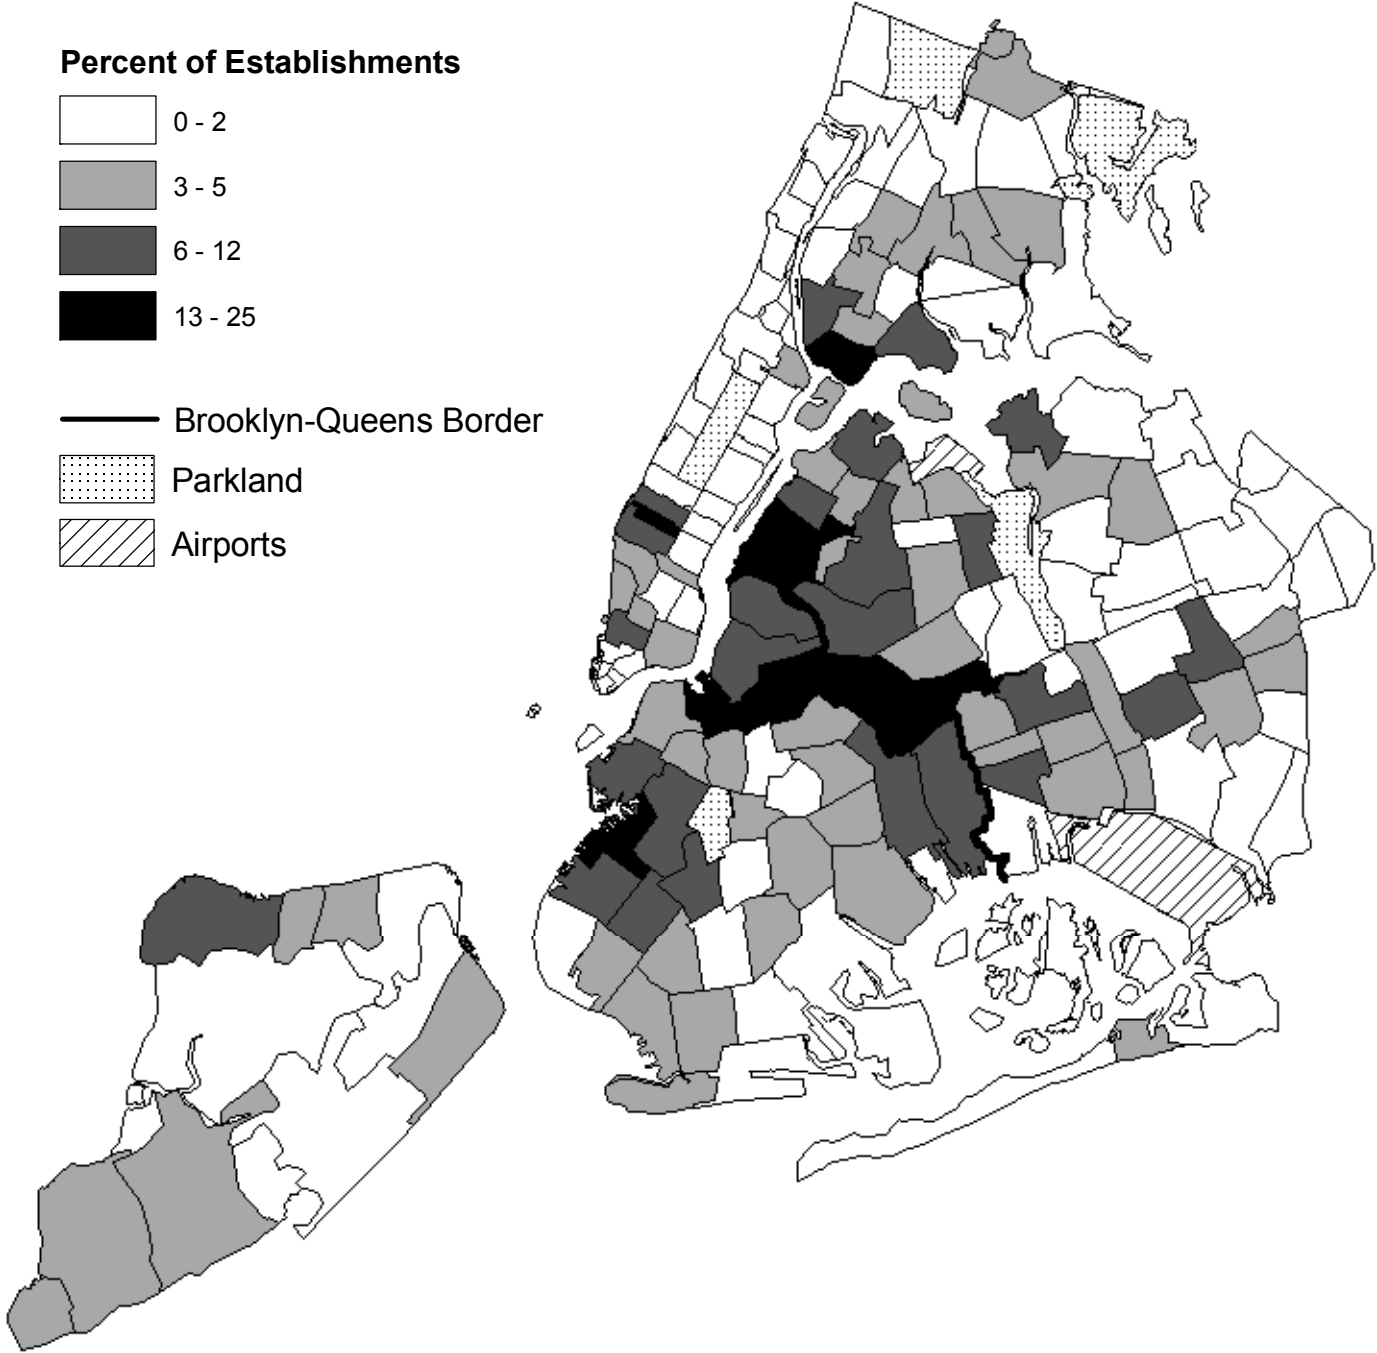 Percent of Establishments
0 - 2
3 - 5
6 - 12
13 - 25
Brooklyn-Queens Border
Parkland
Airports